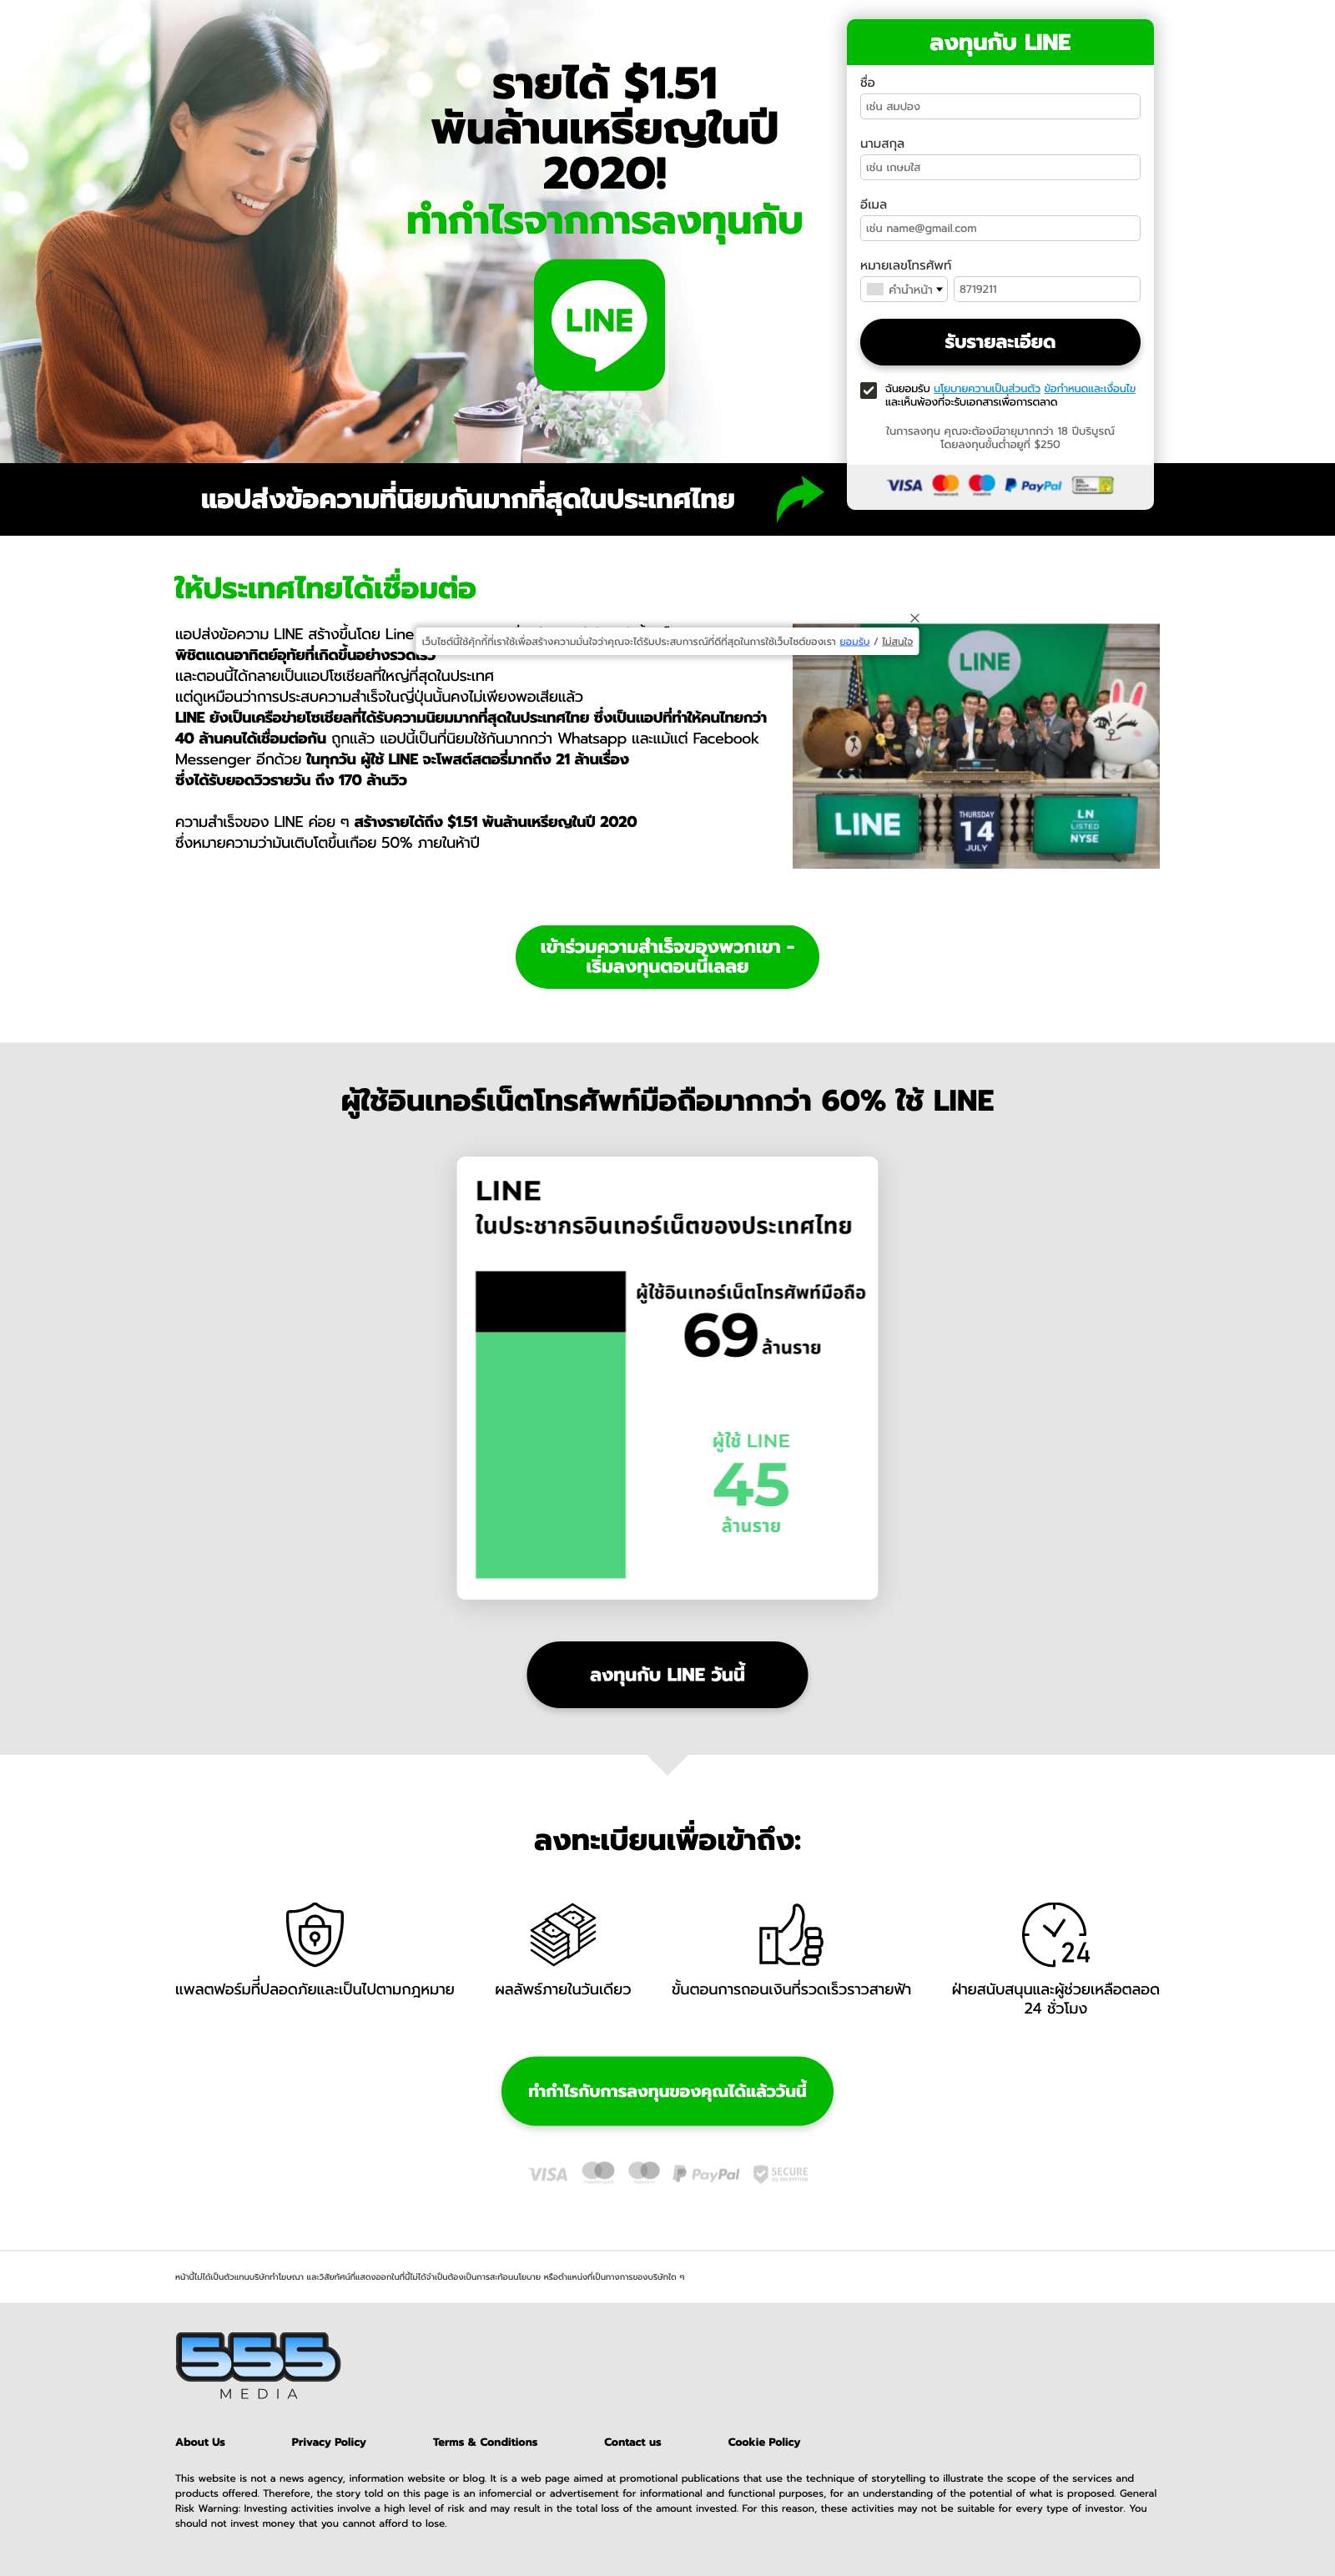 รายได้ $1.51
พันล้านเหรียญในปี
2020!
ทำกำไรจากการลงทุนกับ
LINE
ลงทุนกับ LINE
ชื่อ
เช่น สมปอง
นามสกุล
เช่น เกษมใส
อีเมล
เช่น name@gmail.com
หมายเลขโทรศัพท์
คำนำหน้า 8719211
รับรายละเอียด
ฉันยอมรับ นโยบายความเป็นส่วนตัว ข้อกำหนดและเงื่อนไข
และเห็นพ้องที่จะรับเอกสารเพื่อการตลาด
ในการลงทุน คุณจะต้องมีอายุมากกว่า 18 ปีบริบูรณ์
โดยลงทุนขั้นต่ำอยู่ที่ $250
VISA PayPal
แอปส่งข้อความที่นิยมกันมากที่สุดในประเทศไทย
ให้ประเทศไทยได้เชื่อมต่อ
แอปส่งข้อความ LINE สร้างขึ้นโดย Line
เว็บไซต์นี้ใช้คุ้กกี้ที่เราใช้เพื่อสร้างความมั่นใจว่าคุณจะได้รับประสบการณ์ที่ดีที่สุดในการใช้เว็บไซต์ของเรา ยอมรับ / ไม่สนใจ
พิชิตแดนอาทิตย์อุทัยที่เกิดขึ้นอย่างรวดเร็ว
และตอนนี้ได้กลายเป็นแอปโซเชียลที่ใหญ่ที่สุดในประเทศ
แต่ดูเหมือนว่าการประสบความสำเร็จในญี่ปุ่นนั้นคงไม่เพียงพอเสียแล้ว
LINE ยังเป็นเครือข่ายโซเชียลที่ได้รับความนิยมมากที่สุดในประเทศไทย ซึ่งเป็นแอปที่ทำให้คนไทยกว่า
40 ล้านคนได้เชื่อมต่อกัน ถูกแล้ว แอปนี้เป็นที่นิยมใช้กันมากกว่า Whatsapp และแม้แต่ Facebook
Messenger อีกด้วย ในทุกวัน ผู้ใช้ LINE จะโพสต์สตอรี่มากถึง 21 ล้านเรื่อง
ซึ่งได้รับยอดวิวรายวัน ถึง 170 ล้านวิว
ความสำเร็จของ LINE ค่อย ๆ สร้างรายได้ถึง $1.51 พันล้านเหรียญในปี 2020
ซึ่งหมายความว่ามันเติบโตขึ้นเกือย 50% ภายในห้าปี
LINE
LINE
THURSDAY
14
JULY
LN
LISTED
NYSE
เข้าร่วมความสำเร็จของพวกเขา -
เริ่มลงทุนตอนนี้เลลย
ผู้ใช้อินเทอร์เน็ตโทรศัพท์มือถือมากกว่า 60% ใช้ LINE
LINE
ในประชากรอินเทอร์เน็ตของประเทศไทย
ผู้ใช้อินเทอร์เน็ตโทรศัพท์มือถือ
69 ล้านราย
ผู้ใช้ LINE
45
ล้านราย
ลงทุนกับ LINE วันนี้
ลงทะเบียนเพื่อเข้าถึง:
24
แพลตฟอร์มที่ปลอดภัยและเป็นไปตามกฎหมาย
ผลลัพธ์ภายในวันเดียว
ขั้นตอนการถอนเงินที่รวดเร็วราวสายฟ้า
ฝ่ายสนับสนุนและผู้ช่วยเหลือตลอด
24 ชั่วโมง
ทำกำไรกับการลงทุนของคุณได้แล้ววันนี้
VISA PayPal SECURE
หน้านี้ไม่ได้เป็นตัวแทนบริษัททำโฆษณา และวิสัยทัศน์ที่แสดงออกในที่นี้ไม่ได้จำเป็นต้องเป็นการสะท้อนนโยบาย หรือตำแหน่งที่เป็นทางการของบริษัทใด ๆ
555
MEDIA
About Us Privacy Policy Terms & Conditions Contact us Cookie Policy
This website is not a news agency, information website or blog. It is a web page aimed at promotional publications that use the technique of storytelling to illustrate the scope of the services and
products offered. Therefore, the story told on this page is an infomercial or advertisement for informational and functional purposes, for an understanding of the potential of what is proposed. General
Risk Warning: Investing activities involve a high level of risk and may result in the total loss of the amount invested. For this reason, these activities may not be suitable for every type of investor. You
should not invest money that you cannot afford to lose.